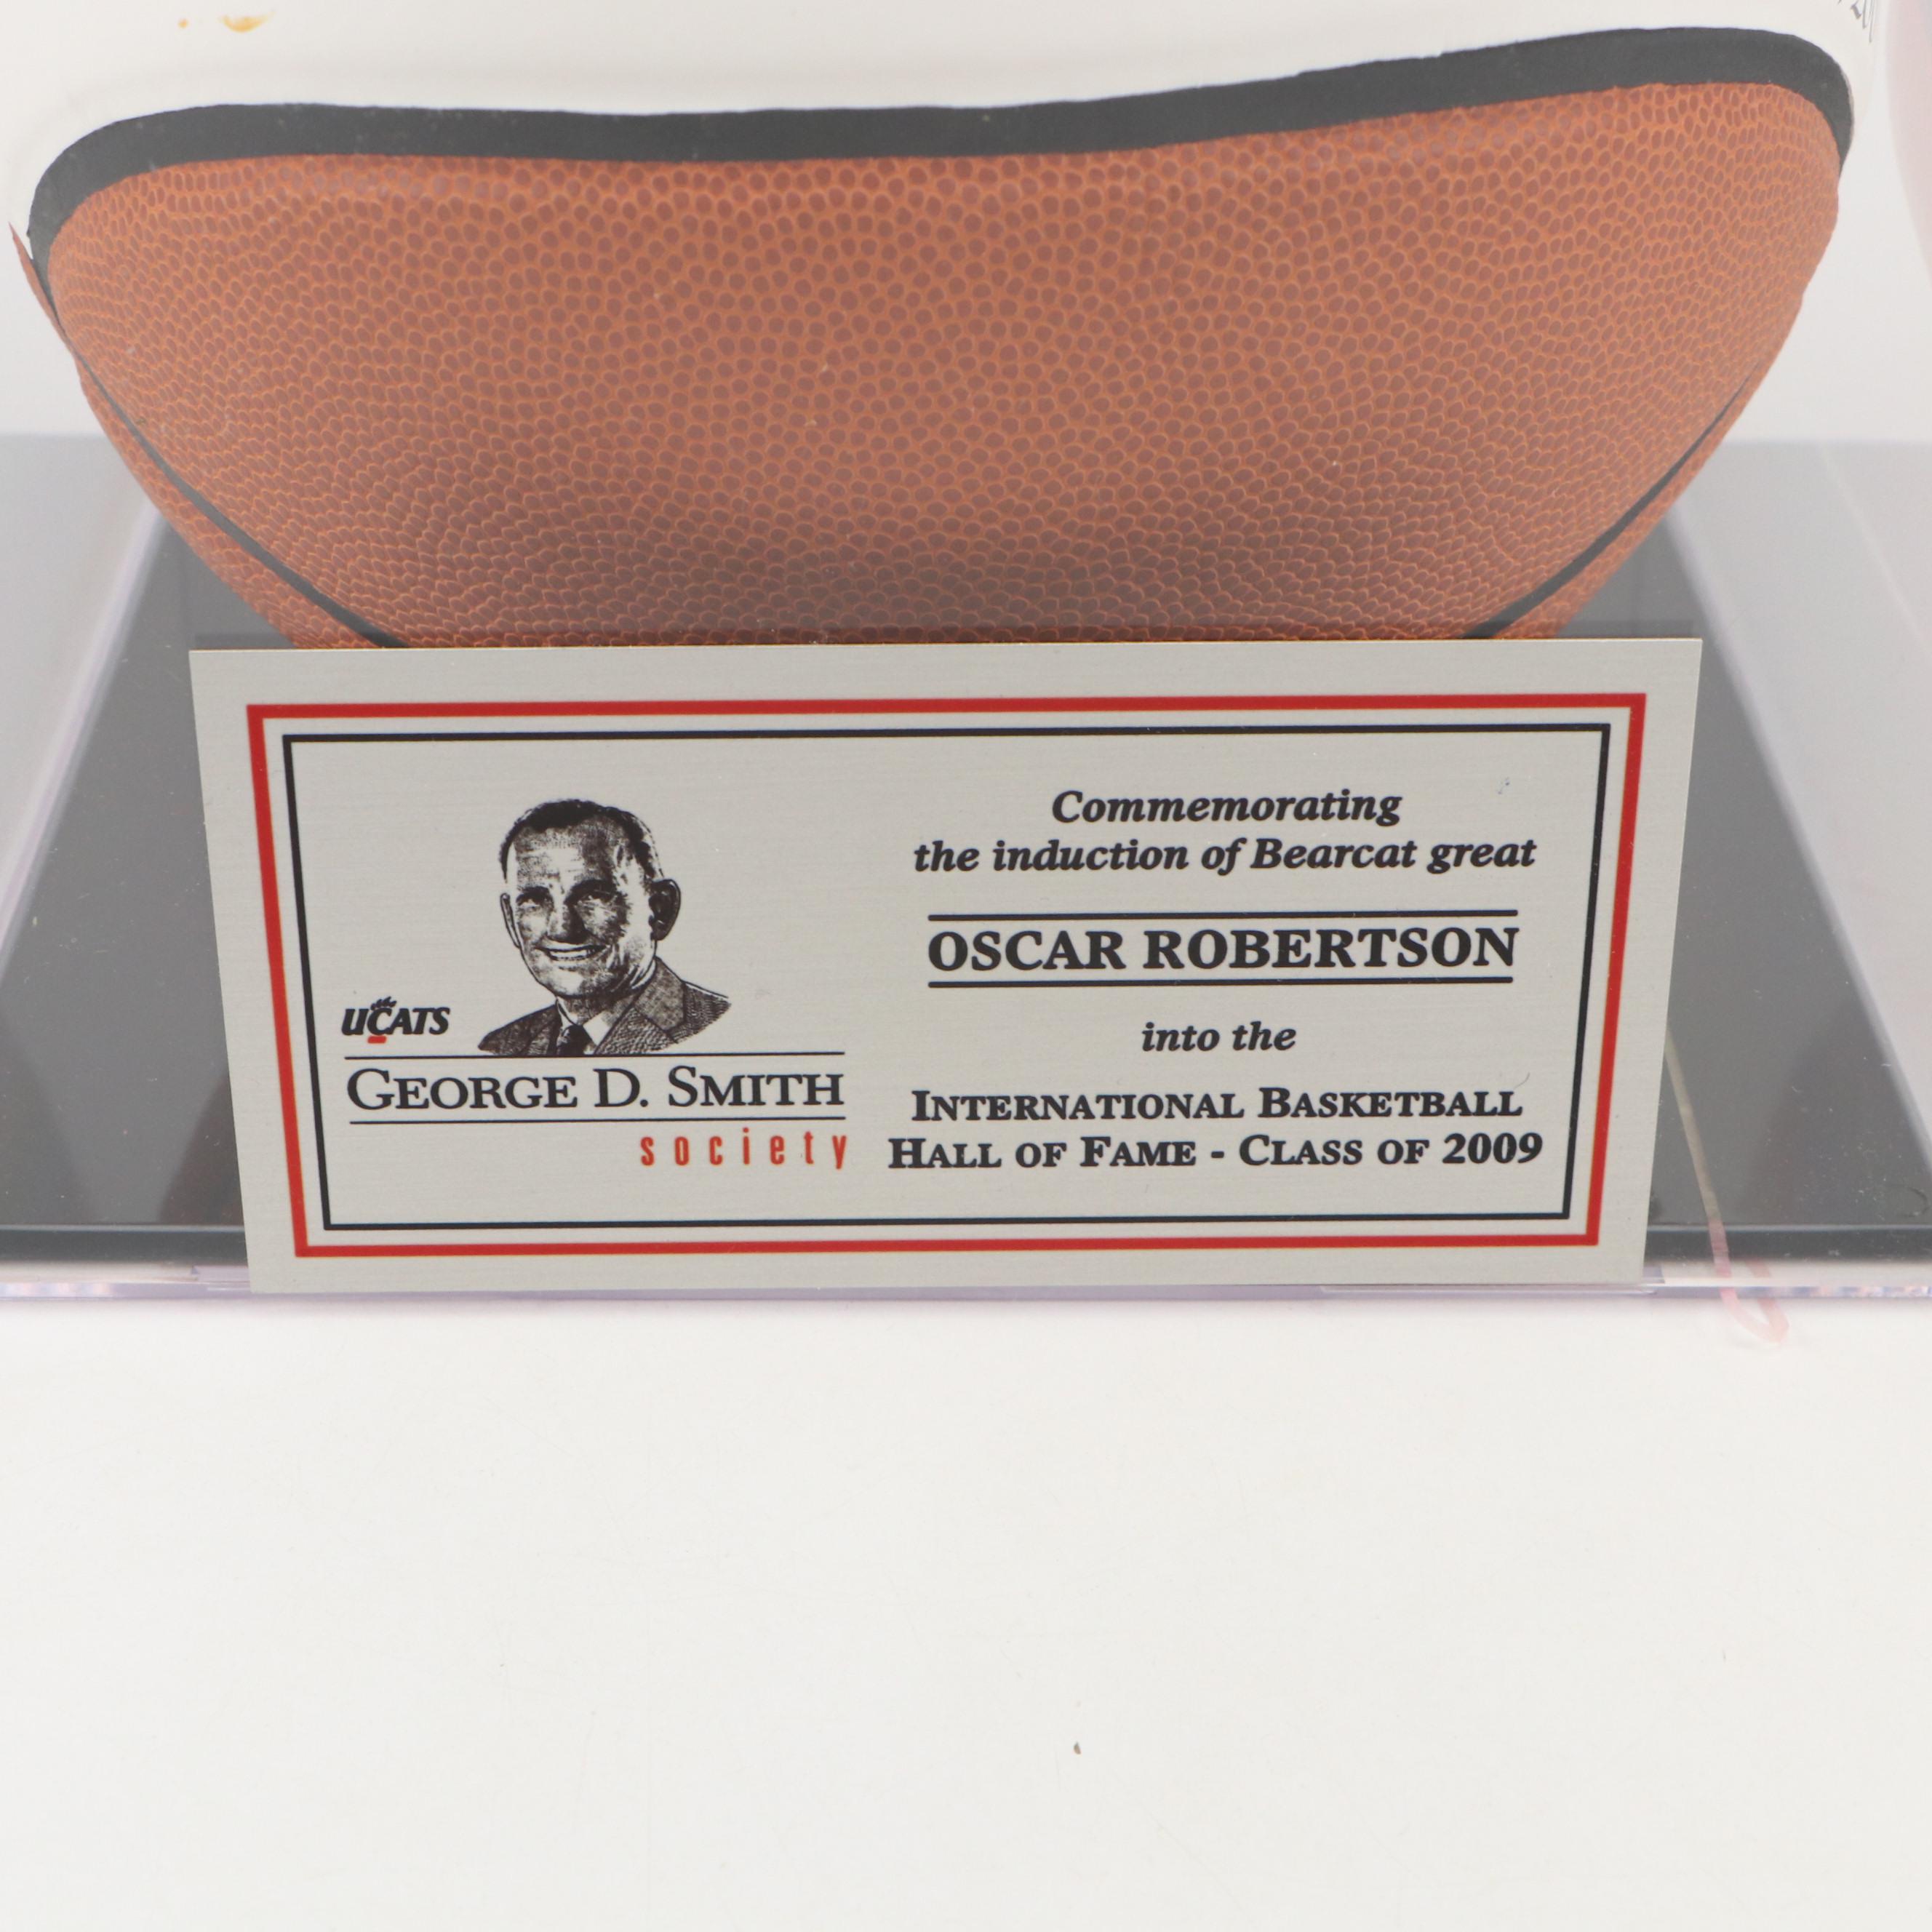 UCATS
GEORGE D. SMITH
society
Commemorating
the induction of Bearcat great
OSCAR ROBERTSON
into the
INTERNATIONAL BASKETBALL
HALL OF FAME - CLASS OF 2009